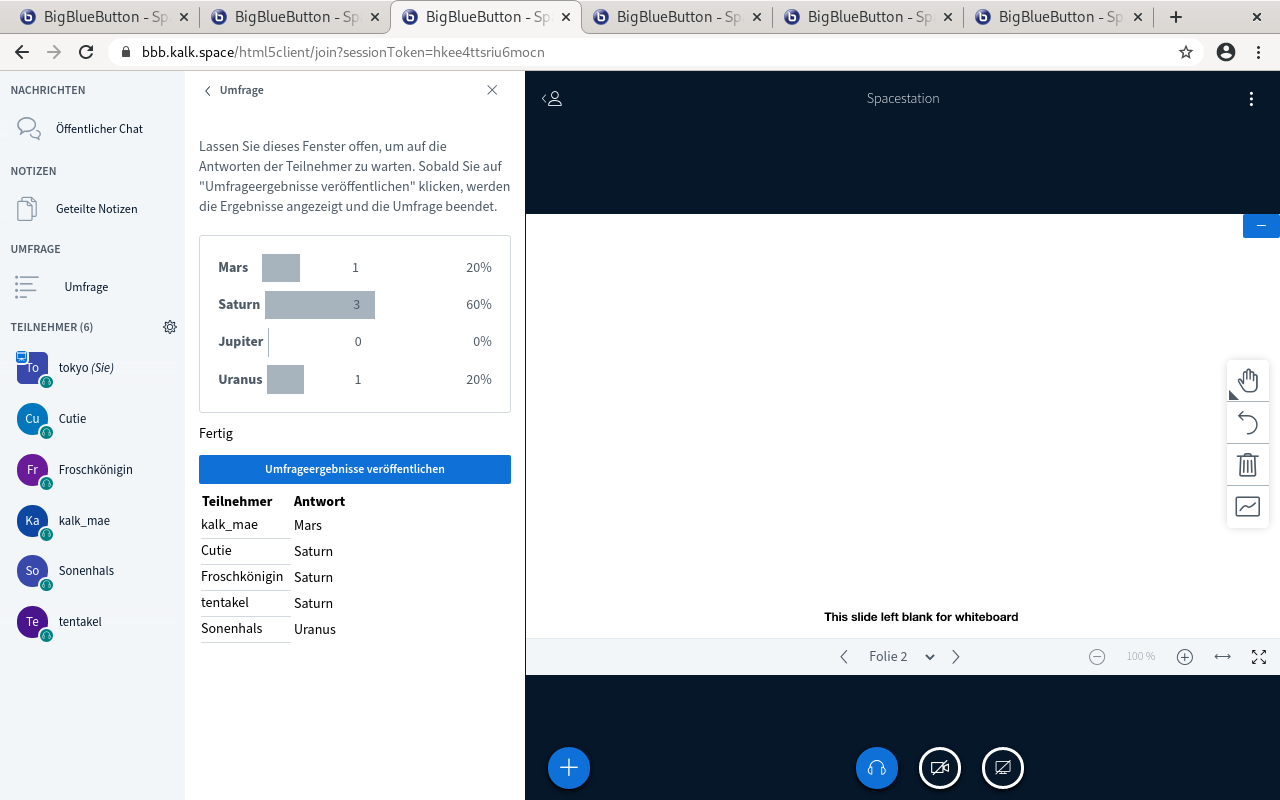 BigBlueButton - Sp
BigBlueButton - Sp
BigBlueButton - Sp
BigBlueButton - Sp
BigBlueButton - Sp
BigBlueButton - Sp
bbb.kalk.space/html5client/join?sessionToken=hkee4ttsriu6mocn
NACHRICHTEN
Öffentlicher Chat
NOTIZEN
Geteilte Notizen
UMFRAGE
Umfrage
TEILNEHMER (6)
To tokyo (Sie)
Cu Cutie
Fr Froschkönigin
Ka kalk_mae
So Sonenhals
Te tentakel
Umfrage
Lassen Sie dieses Fenster offen, um auf die
Antworten der Teilnehmer zu warten. Sobald Sie auf
"Umfrageergebnisse veröffentlichen" klicken, werden
die Ergebnisse angezeigt und die Umfrage beendet.
Mars 1 20%
Saturn 3 60%
Jupiter 0 0%
Uranus 1 20%
Fertig
Umfrageergebnisse veröffentlichen
Teilnehmer Antwort
kalk_mae Mars
Cutie Saturn
Froschkönigin Saturn
tentakel Saturn
Sonenhals Uranus
Spacestation
This slide left blank for whiteboard
Folie 2
100 %